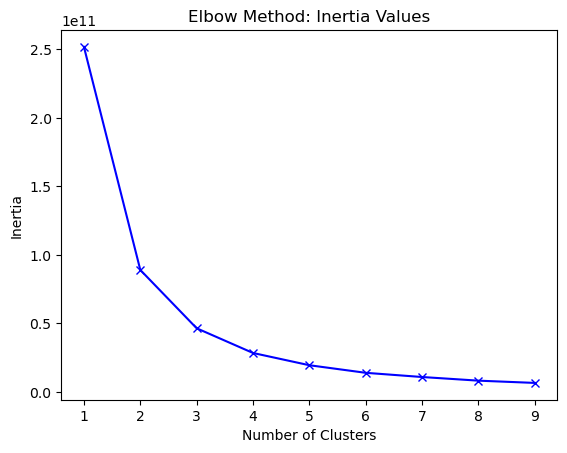 Elbow Method: Inertia Values
1e11
2.5
2.0
1.5
1.0
0.5
0.0
Inertia
1 2 3 4 5 6 7 8 9
Number of Clusters